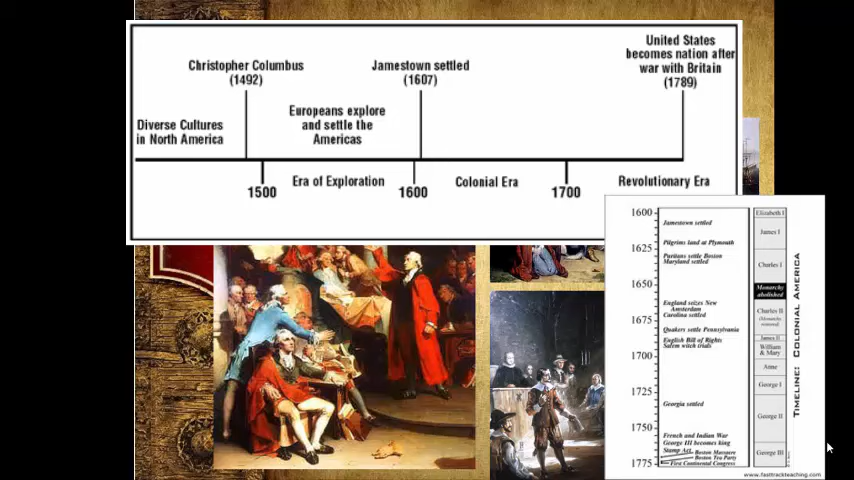 Christopher Columbus
(1492)
Jamestown settled
(1607)
United States
becomes nation after
war with Britain
(1789)
Diverse Cultures
in North America
Europeans explore
and settle the
Americas
1500
Era of Exploration
1600
Colonial Era
1700
Revolutionary Era
1600
1625
1650
1675
1700
1725
1750
1775
Jamestown settled
Pilgrims land at Plymouth
Puritans settle Boston
Maryland settled
England seizes New
Amsterdam
Carolina settled
Quakers settle Pennsylvania
English Bill of Rights
Salem witch trials
Georgia settled
French and Indian War
George III becomes king
Stamp Act
Boston Massacre
Boston Tea Party
First Continental Congress
Elizabeth I
James I
Charles I
Monarchy
abolished
Charles II
(Monarchy
restored)
James II
William
& Mary
Anne
George I
George II
George III
TIMELINE: COLONIAL AMERICA
www.fasttrackteaching.com